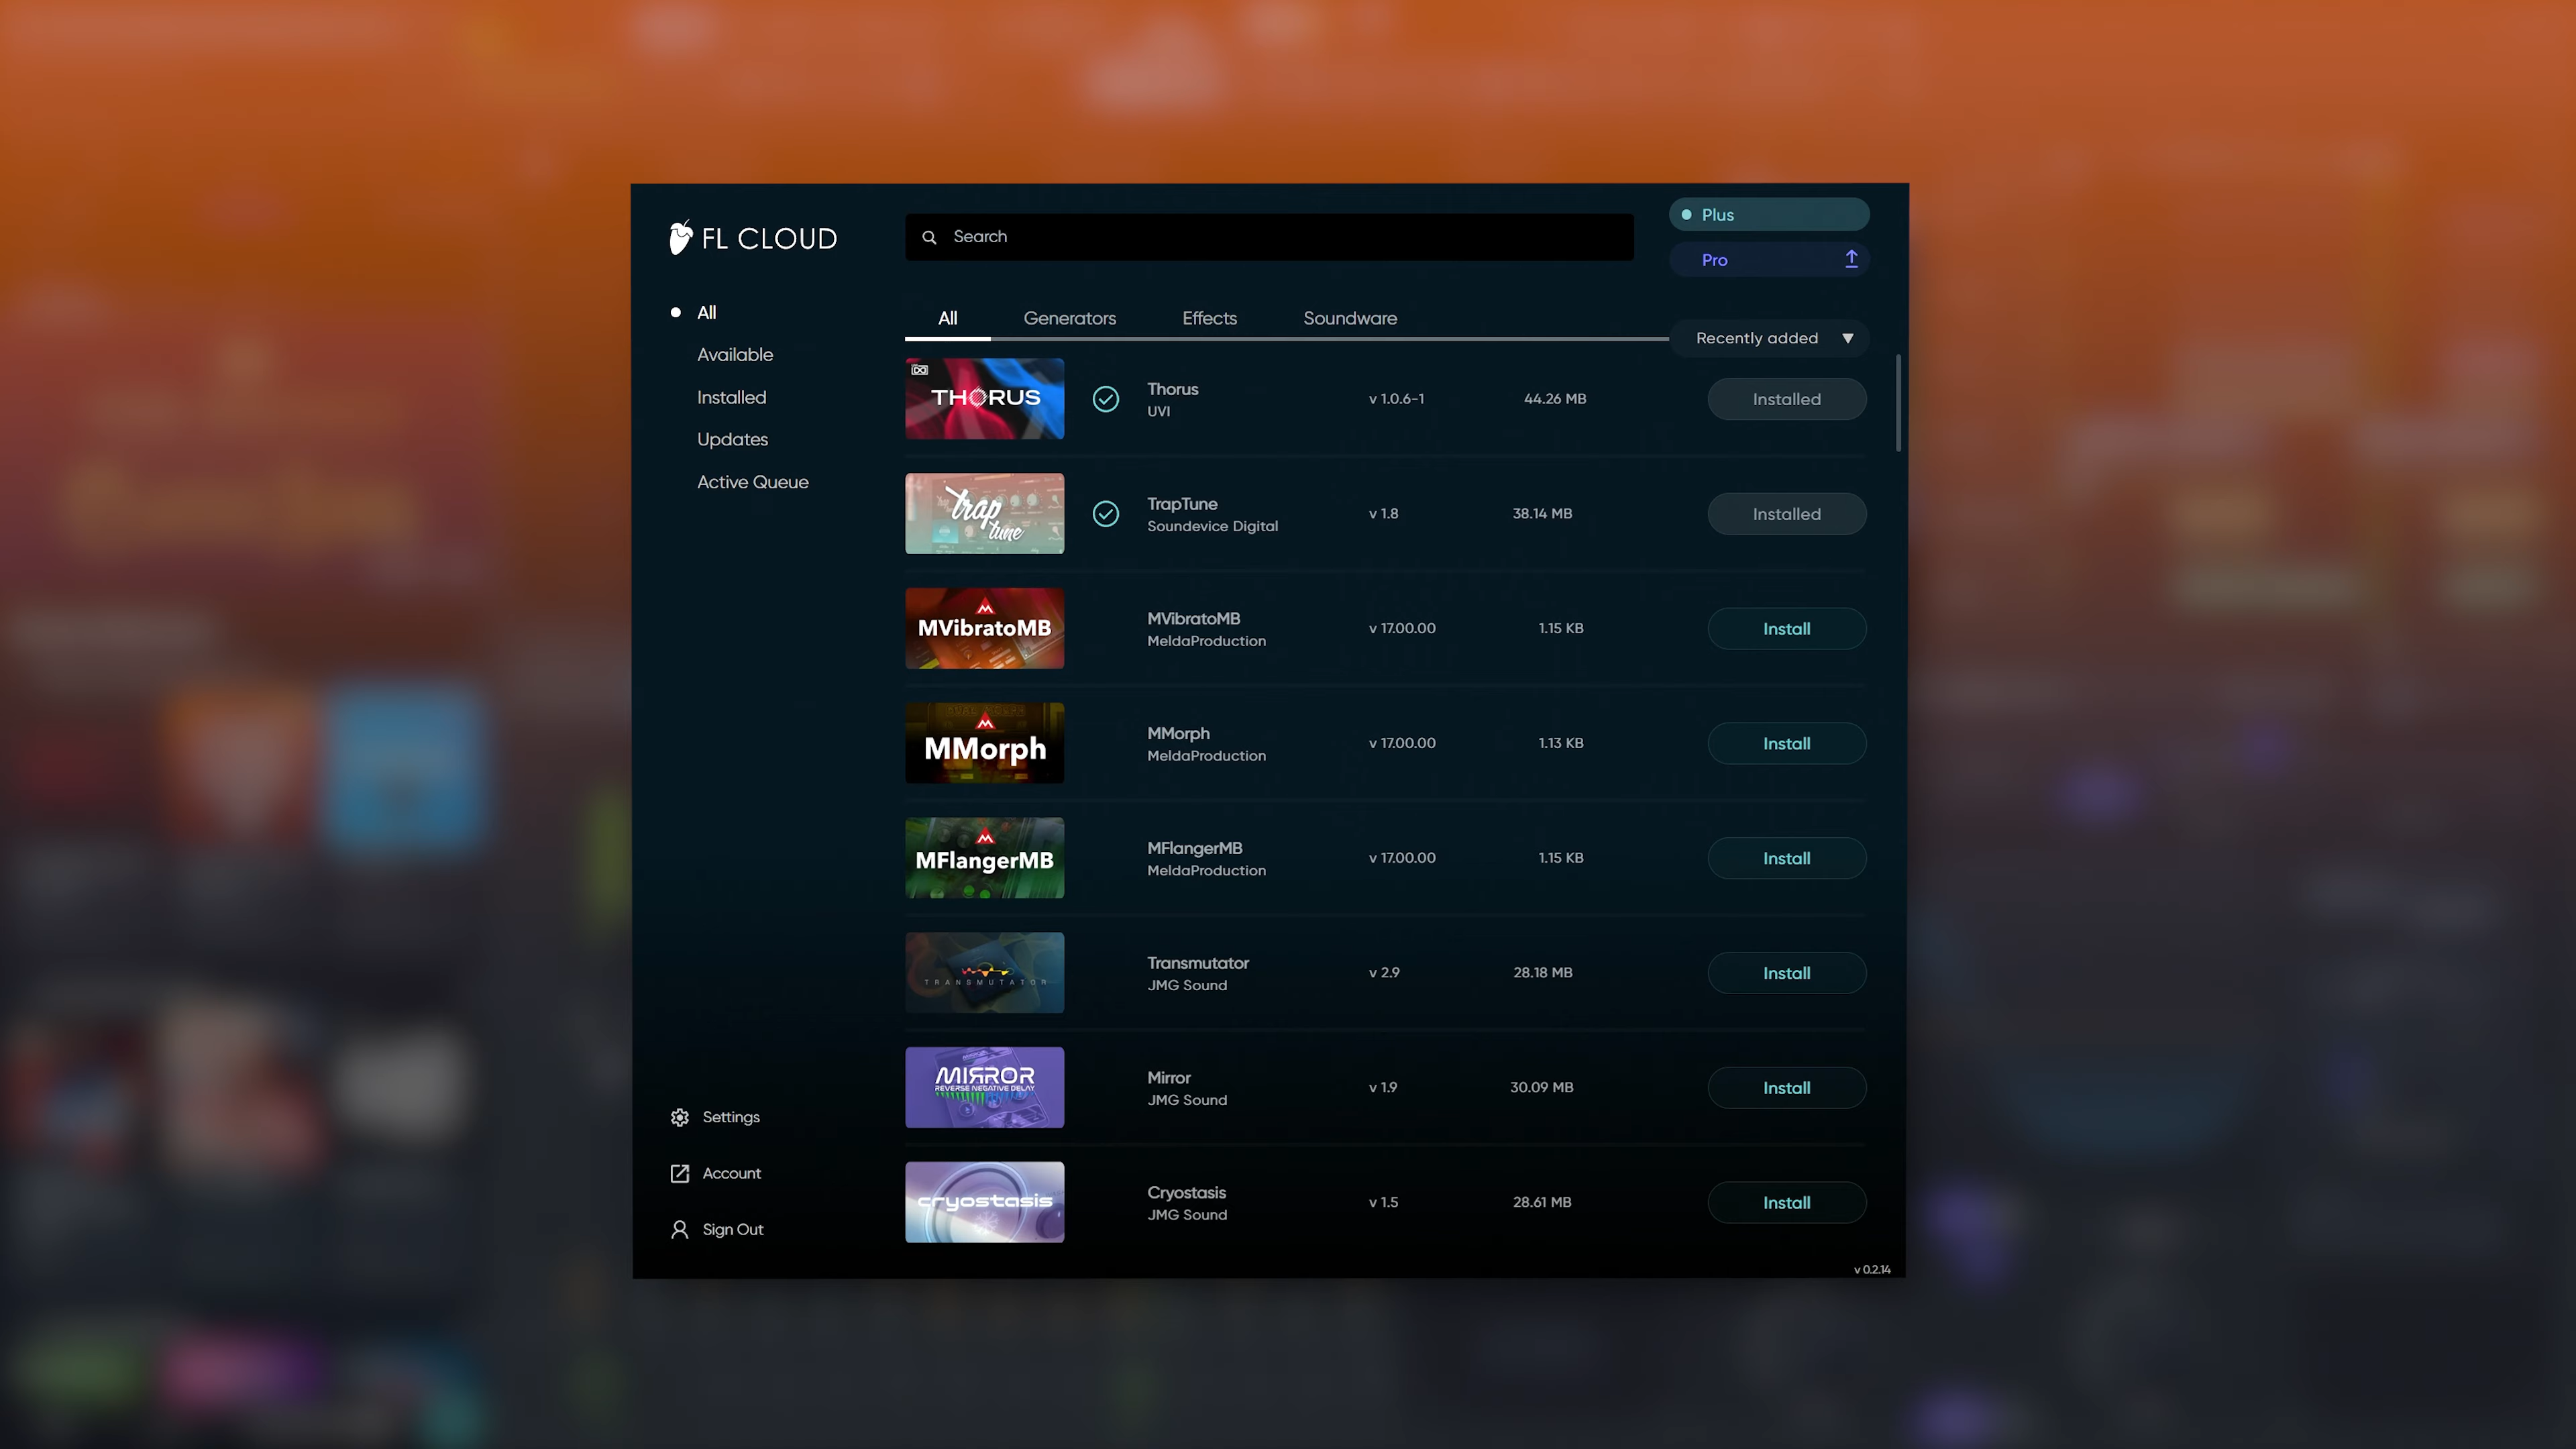 FL CLOUD
Search
Plus
Pro
All
Available
Installed
Updates
Active Queue
All
Generators
Effects
Soundware
Recently added
THORUS
Thorus
UVI
v 1.0.6-1
44.26 MB
Installed
Trap
tune
TrapTune
Soundevice Digital
v 1.8
38.14 MB
Installed
MVibratoMB
MVibratoMB
MeldaProduction
v 17.00.00
1.15 KB
Install
MMorph
MMorph
MeldaProduction
v 17.00.00
1.13 KB
Install
MFlangerMB
MFlangerMB
MeldaProduction
v 17.00.00
1.15 KB
Install
TRANSMUTATOR
Transmutator
JMG Sound
v 2.9
28.18 MB
Install
MIRROR
REVERSE NEGATIVE DELAY
Mirror
JMG Sound
v 1.9
30.09 MB
Install
cryostasis
Cryostasis
JMG Sound
v 1.5
28.61 MB
Install
Settings
Account
Sign Out
v 0.2.14